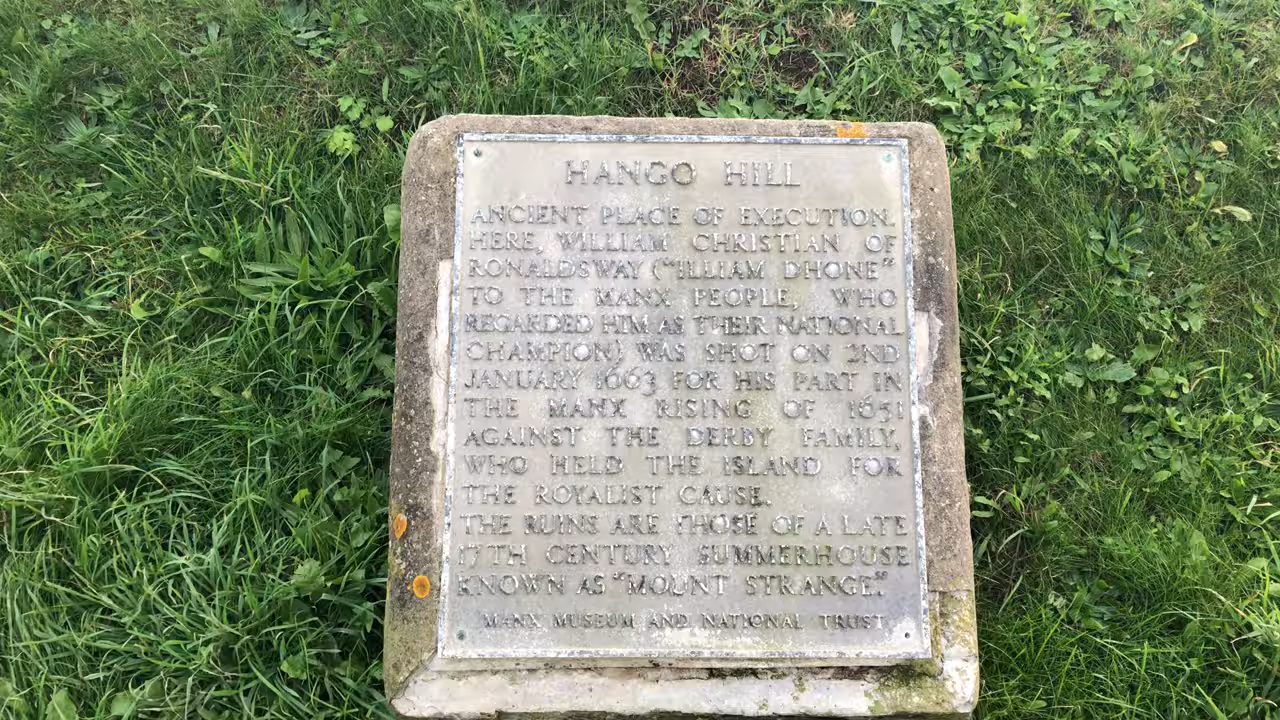 HANGO HILL
ANCIENT PLACE OF EXECUTION.
HERE, WILLIAM CHRISTIAN OF
RONALDSWAY ("ILLIAM DHONE"
TO THE MANX PEOPLE, WHO
REGARDED HIM AS THEIR NATIONAL
CHAMPION) WAS SHOT ON 2ND
JANUARY 1663 FOR HIS PART IN
THE MANX RISING OF 1651
AGAINST THE DERBY FAMILY,
WHO HELD THE ISLAND FOR
THE ROYALIST CAUSE.
THE RUINS ARE THOSE OF A LATE
17TH CENTURY SUMMERHOUSE
KNOWN AS "MOUNT STRANGE."
MANX MUSEUM AND NATIONAL TRUST